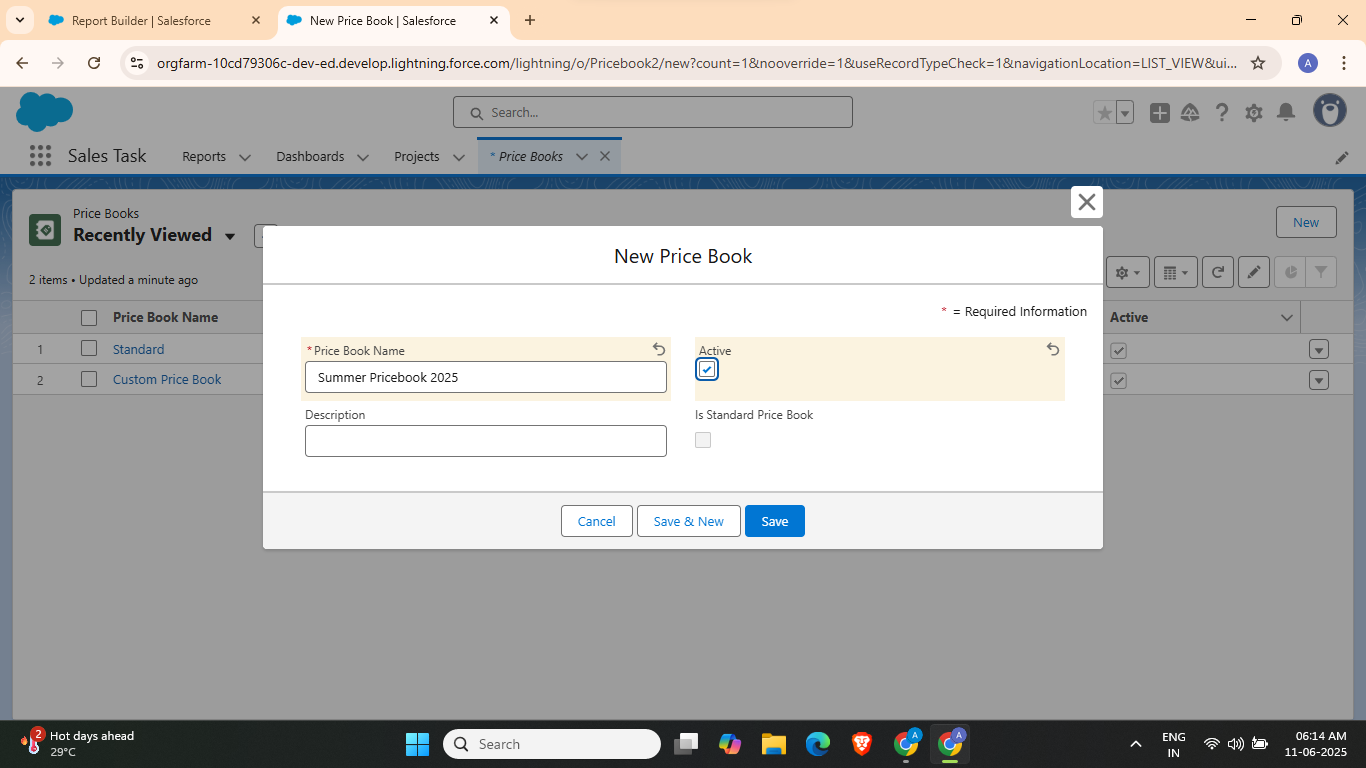 Report Builder | Salesforce
New Price Book | Salesforce
orgfarm-10cd79306c-dev-ed.develop.lightning.force.com/lightning/o/Pricebook2/new?count=1&nooverride=1&useRecordTypeCheck=1&navigationLocation=LIST_VIEW&ui...
A
Search...
Sales Task
Reports
Dashboards
Projects
* Price Books
Price Books
Recently Viewed
New
2 items • Updated a minute ago
Price Book Name
Active
1
Standard
2
Custom Price Book
New Price Book
* = Required Information
*Price Book Name
Summer Pricebook 2025
Active
Description
Is Standard Price Book
Cancel
Save & New
Save
2
Hot days ahead
29°C
Search
A
A
ENG
IN
06:14 AM
11-06-2025